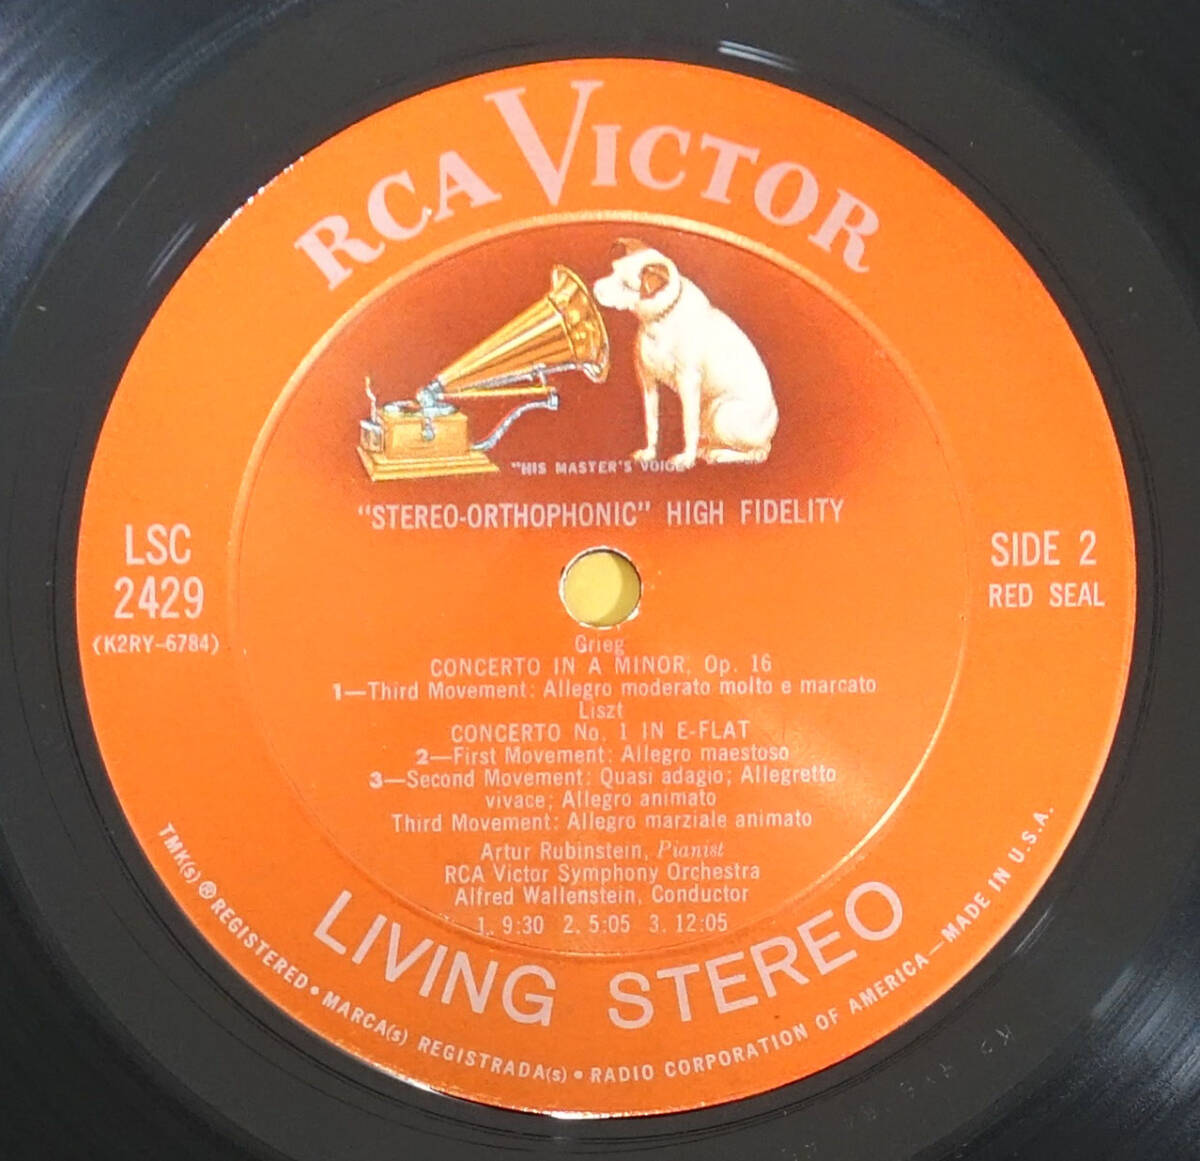 RCA VICTOR
"HIS MASTER'S VOICE"
"STEREO-ORTHOPHONIC" HIGH FIDELITY
LSC
2429
(K2RY-6784)
SIDE 2
RED SEAL
Grieg
CONCERTO IN A MINOR, Op. 16
1—Third Movement: Allegro moderato molto e marcato
Liszt
CONCERTO No. 1 IN E-FLAT
2—First Movement: Allegro maestoso
3—Second Movement: Quasi adagio; Allegretto
vivace; Allegro animato
Third Movement: Allegro marziale animato
Artur Rubinstein, Pianist
RCA Victor Symphony Orchestra
Alfred Wallenstein, Conductor
1. 9:30 2. 5:05 3. 12:05
LIVING STEREO
TMK(s) ® REGISTERED • MARCA(s) REGISTRADA(s) • RADIO CORPORATION OF AMERICA—MADE IN U.S.A.